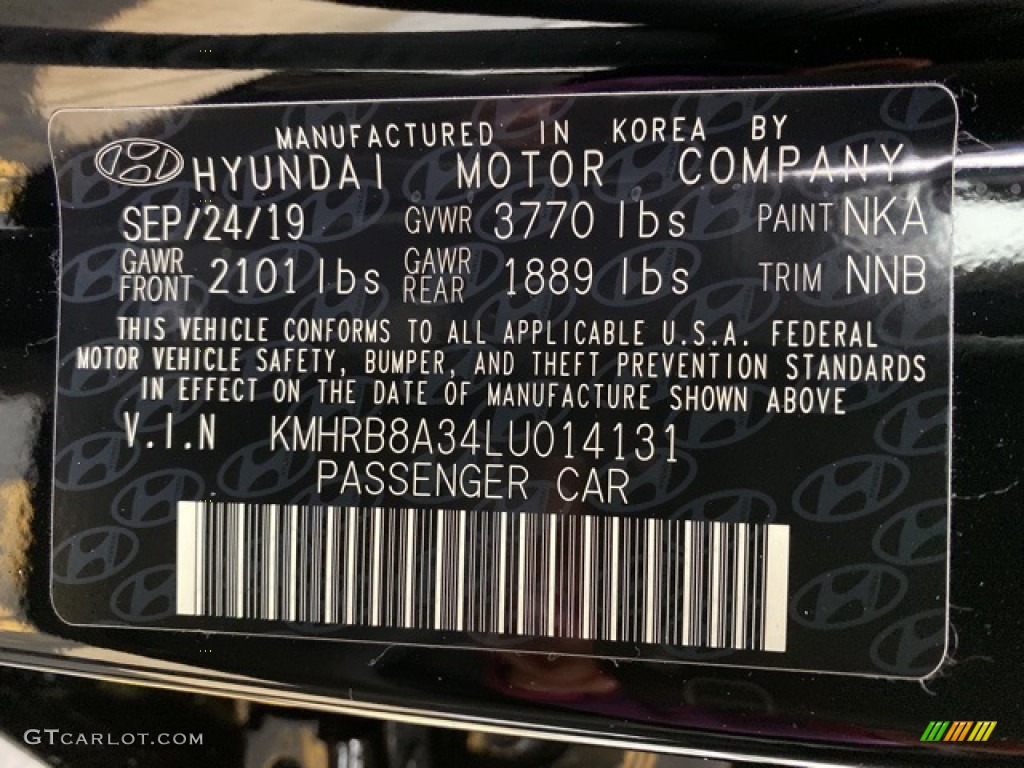 MANUFACTURED IN KOREA BY
HYUNDAI MOTOR COMPANY
SEP/24/19 GVWR 3770 lbs PAINT NKA
GAWR FRONT 2101 lbs GAWR REAR 1889 lbs TRIM NNB
THIS VEHICLE CONFORMS TO ALL APPLICABLE U.S.A. FEDERAL
MOTOR VEHICLE SAFETY, BUMPER, AND THEFT PREVENTION STANDARDS
IN EFFECT ON THE DATE OF MANUFACTURE SHOWN ABOVE
V.I.N KMHRB8A34LU014131
PASSENGER CAR
GTCARLOT.COM